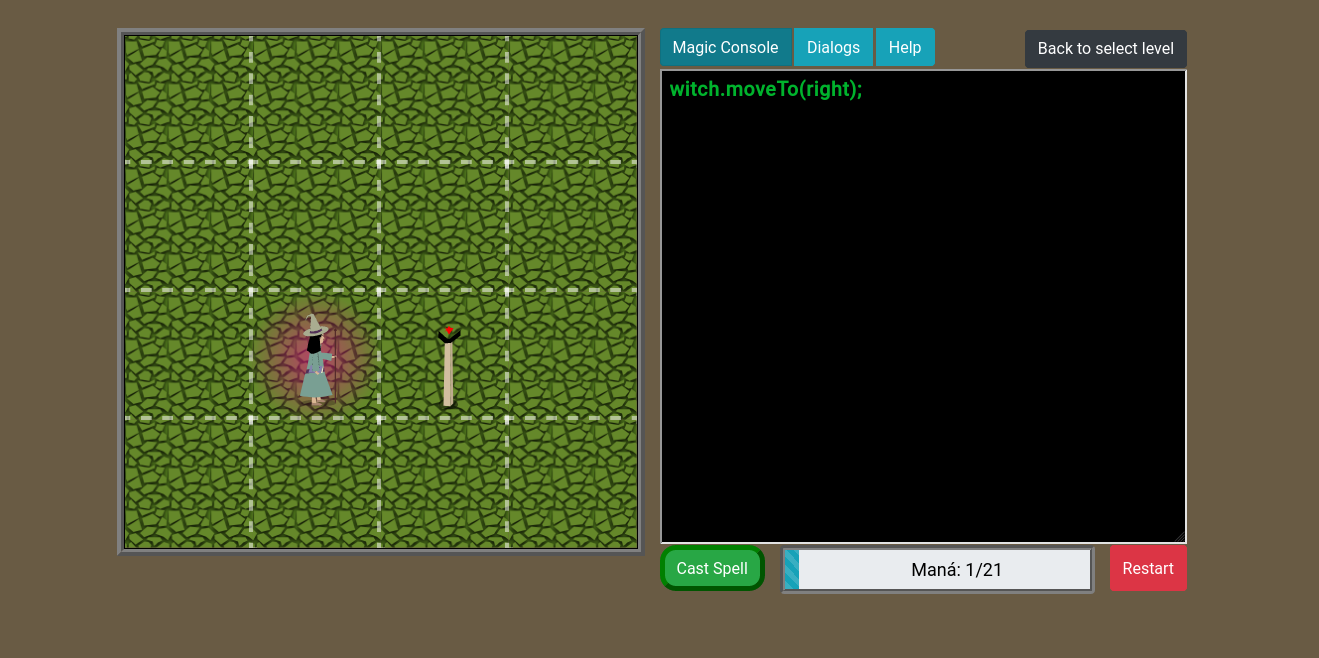 Magic Console
Dialogs
Help
Back to select level
witch.moveTo(right);
Cast Spell
Maná: 1/21
Restart